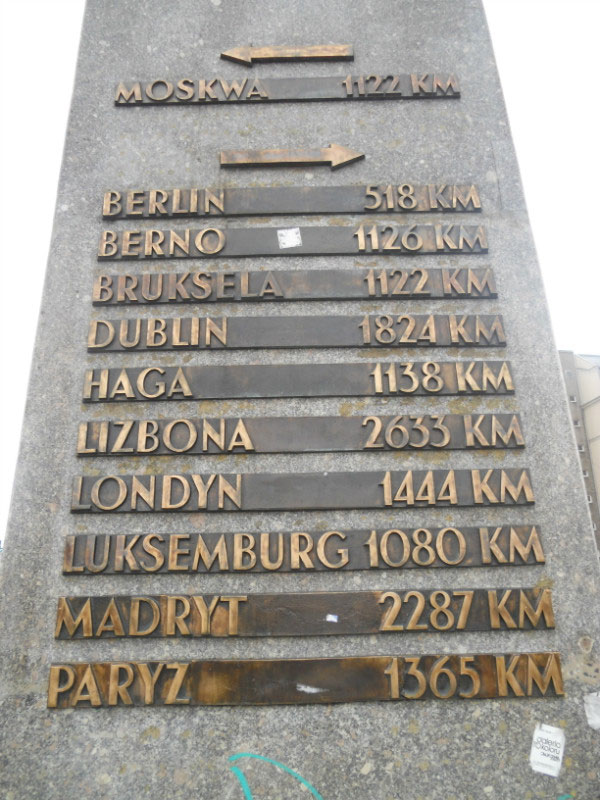 MOSKWA 1122 KM
BERLIN 518 KM
BERNO 1126 KM
BRUKSELA 1122 KM
DUBLIN 1824 KM
HAGA 1138 KM
LIZBONA 2633 KM
LONDYN 1444 KM
LUKSEMBURG 1080 KM
MADRYT 2287 KM
PARYZ 1365 KM
galeria